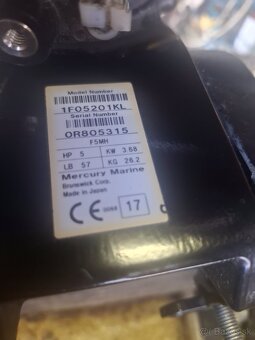 Model Number
1F05201KL
Serial Number
0R805315
F5MH
HP 5 KW 3.68
LB 57 KG 26.2
Mercury Marine
Brunswick Corp.
Made in Japan
CE 17